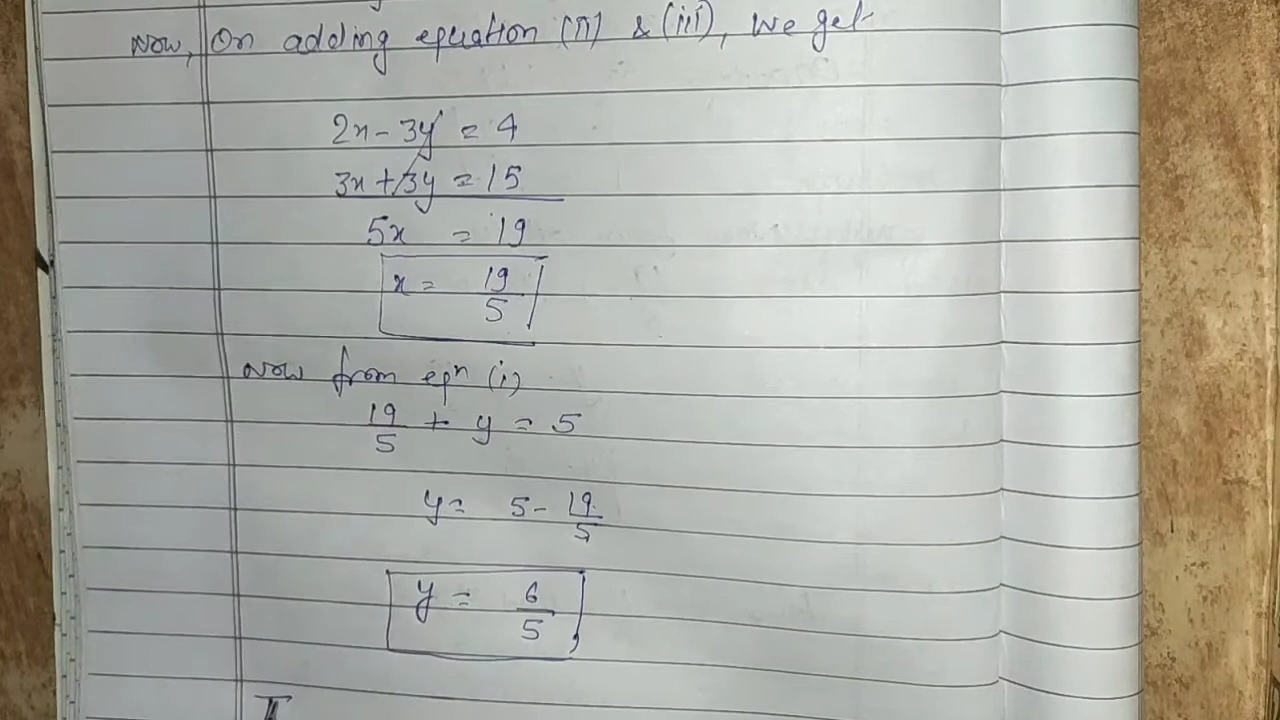 Now, On adding equation (ii) & (iii), we get
2x - 3y = 4
3x + 3y = 15
5x = 19
x = 19/5
Now from eqn (i)
19/5 + y = 5
y = 5 - 19/5
y = 6/5